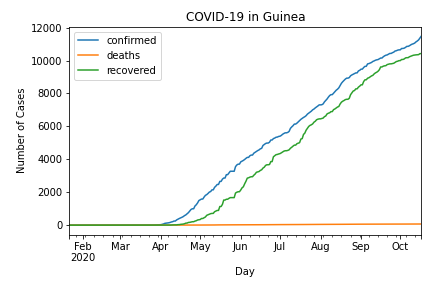 COVID-19 in Guinea
confirmed
deaths
recovered
Number of Cases
12000
10000
8000
6000
4000
2000
0
Feb Mar Apr May Jun Jul Aug Sep Oct
2020
Day